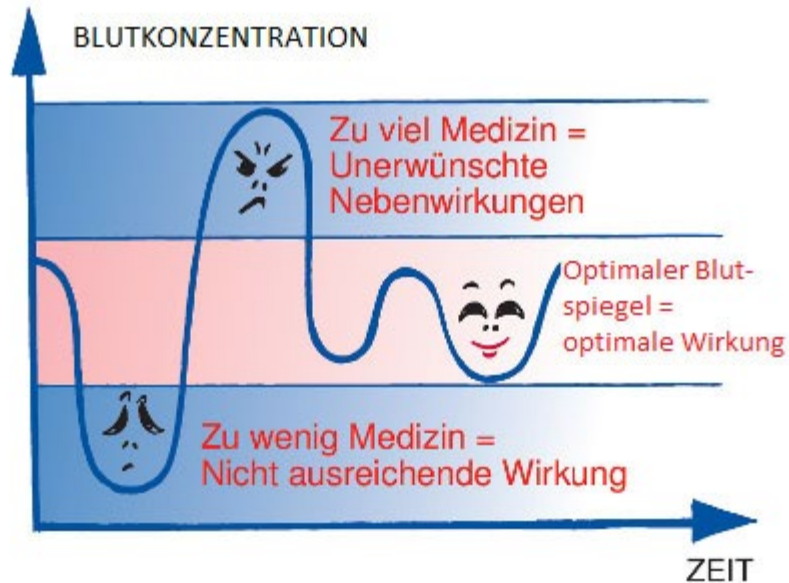 BLUTKONZENTRATION
Zu viel Medizin =
Unerwünschte
Nebenwirkungen
Optimaler Blut-
spiegel =
optimale Wirkung
Zu wenig Medizin =
Nicht ausreichende Wirkung
ZEIT